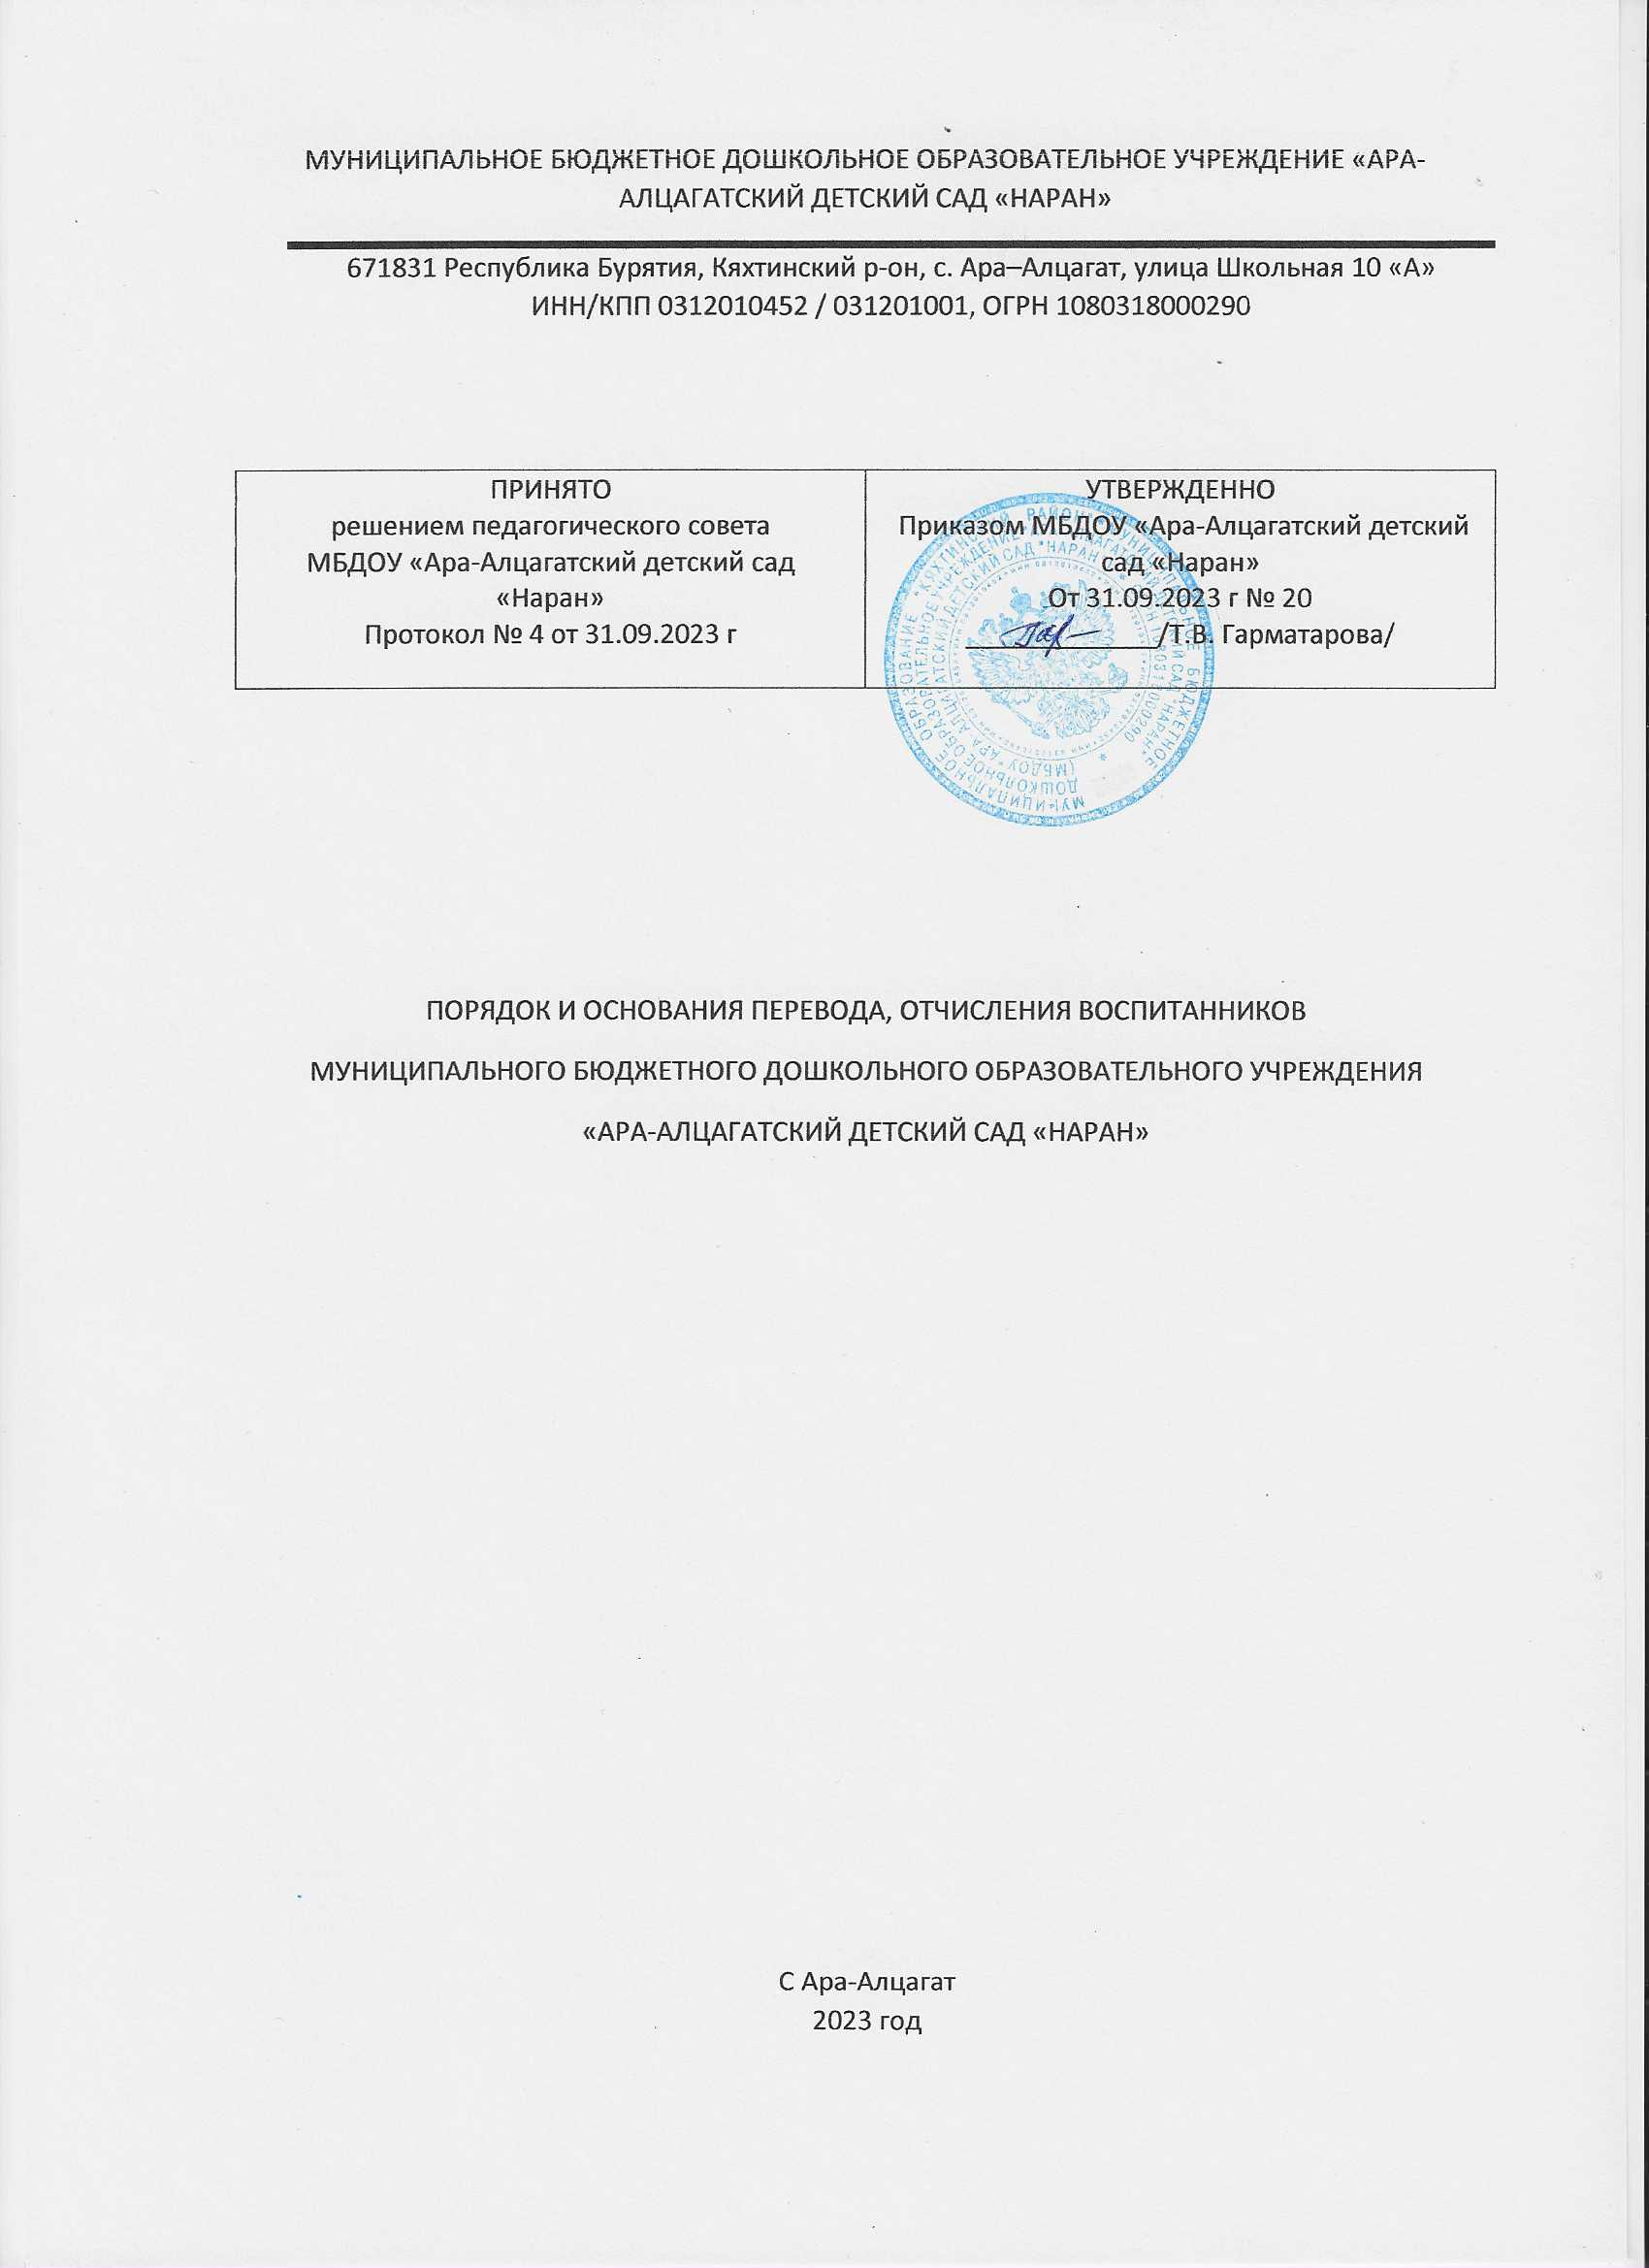 МУНИЦИПАЛЬНОЕ БЮДЖЕТНОЕ ДОШКОЛЬНОЕ ОБРАЗОВАТЕЛЬНОЕ УЧРЕЖДЕНИЕ «АРА-
АЛЦАГАТСКИЙ ДЕТСКИЙ САД «НАРАН»
671831 Республика Бурятия, Кяхтинский р-он, с. Ара–Алцагат, улица Школьная 10 «А»
ИНН/КПП 0312010452 / 031201001, ОГРН 1080318000290
ПРИНЯТО
решением педагогического совета
МБДОУ «Ара-Алцагатский детский сад
«Наран»
Протокол № 4 от 31.09.2023 г
УТВЕРЖДЕННО
Приказом МБДОУ «Ара-Алцагатский детский
сад «Наран»
От 31.09.2023 г № 20
/Т.В. Гарматарова/
ПОРЯДОК И ОСНОВАНИЯ ПЕРЕВОДА, ОТЧИСЛЕНИЯ ВОСПИТАННИКОВ
МУНИЦИПАЛЬНОГО БЮДЖЕТНОГО ДОШКОЛЬНОГО ОБРАЗОВАТЕЛЬНОГО УЧРЕЖДЕНИЯ
«АРА-АЛЦАГАТСКИЙ ДЕТСКИЙ САД «НАРАН»
С Ара-Алцагат
2023 год